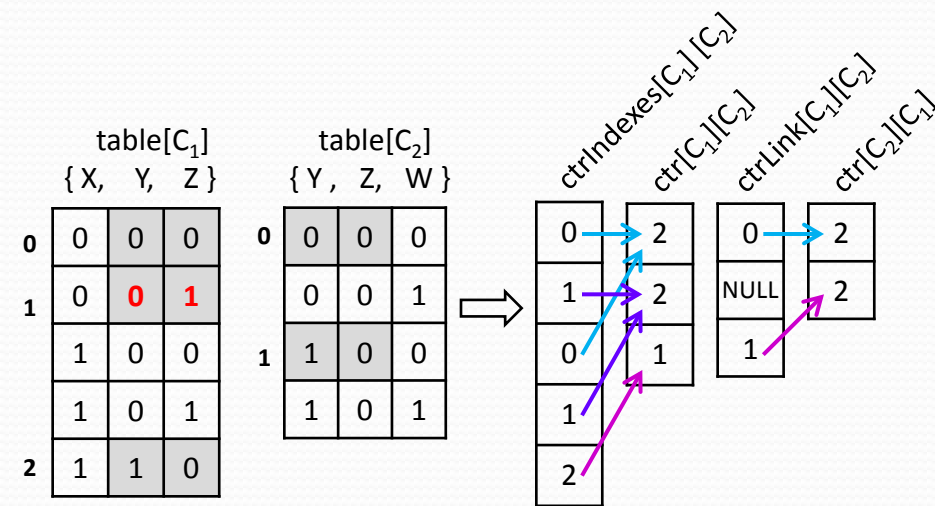 table[C₁]
{ X, Y, Z }
0 0 0 0
1 0 0 1
1 0 0
1 0 1
2 1 1 0
table[C₂]
{ Y , Z, W }
0 0 0 0
0 0 1
1 1 0 0
1 0 1
ctrIndexes[C₁] [C₂]
0
1
0
1
2
ctr[C₁][C₂]
2
2
1
ctrLink[C₁][C₂]
0
NULL
1
ctr[C₂][C₁]
2
2